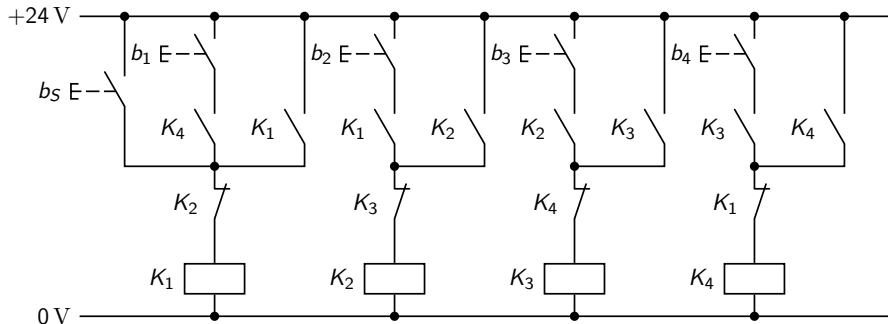 +24 V
b1 b2 b3 b4
bS
K4 K1 K1 K2 K2 K3 K3 K4
K2 K3 K4 K1
K1 K2 K3 K4
0 V